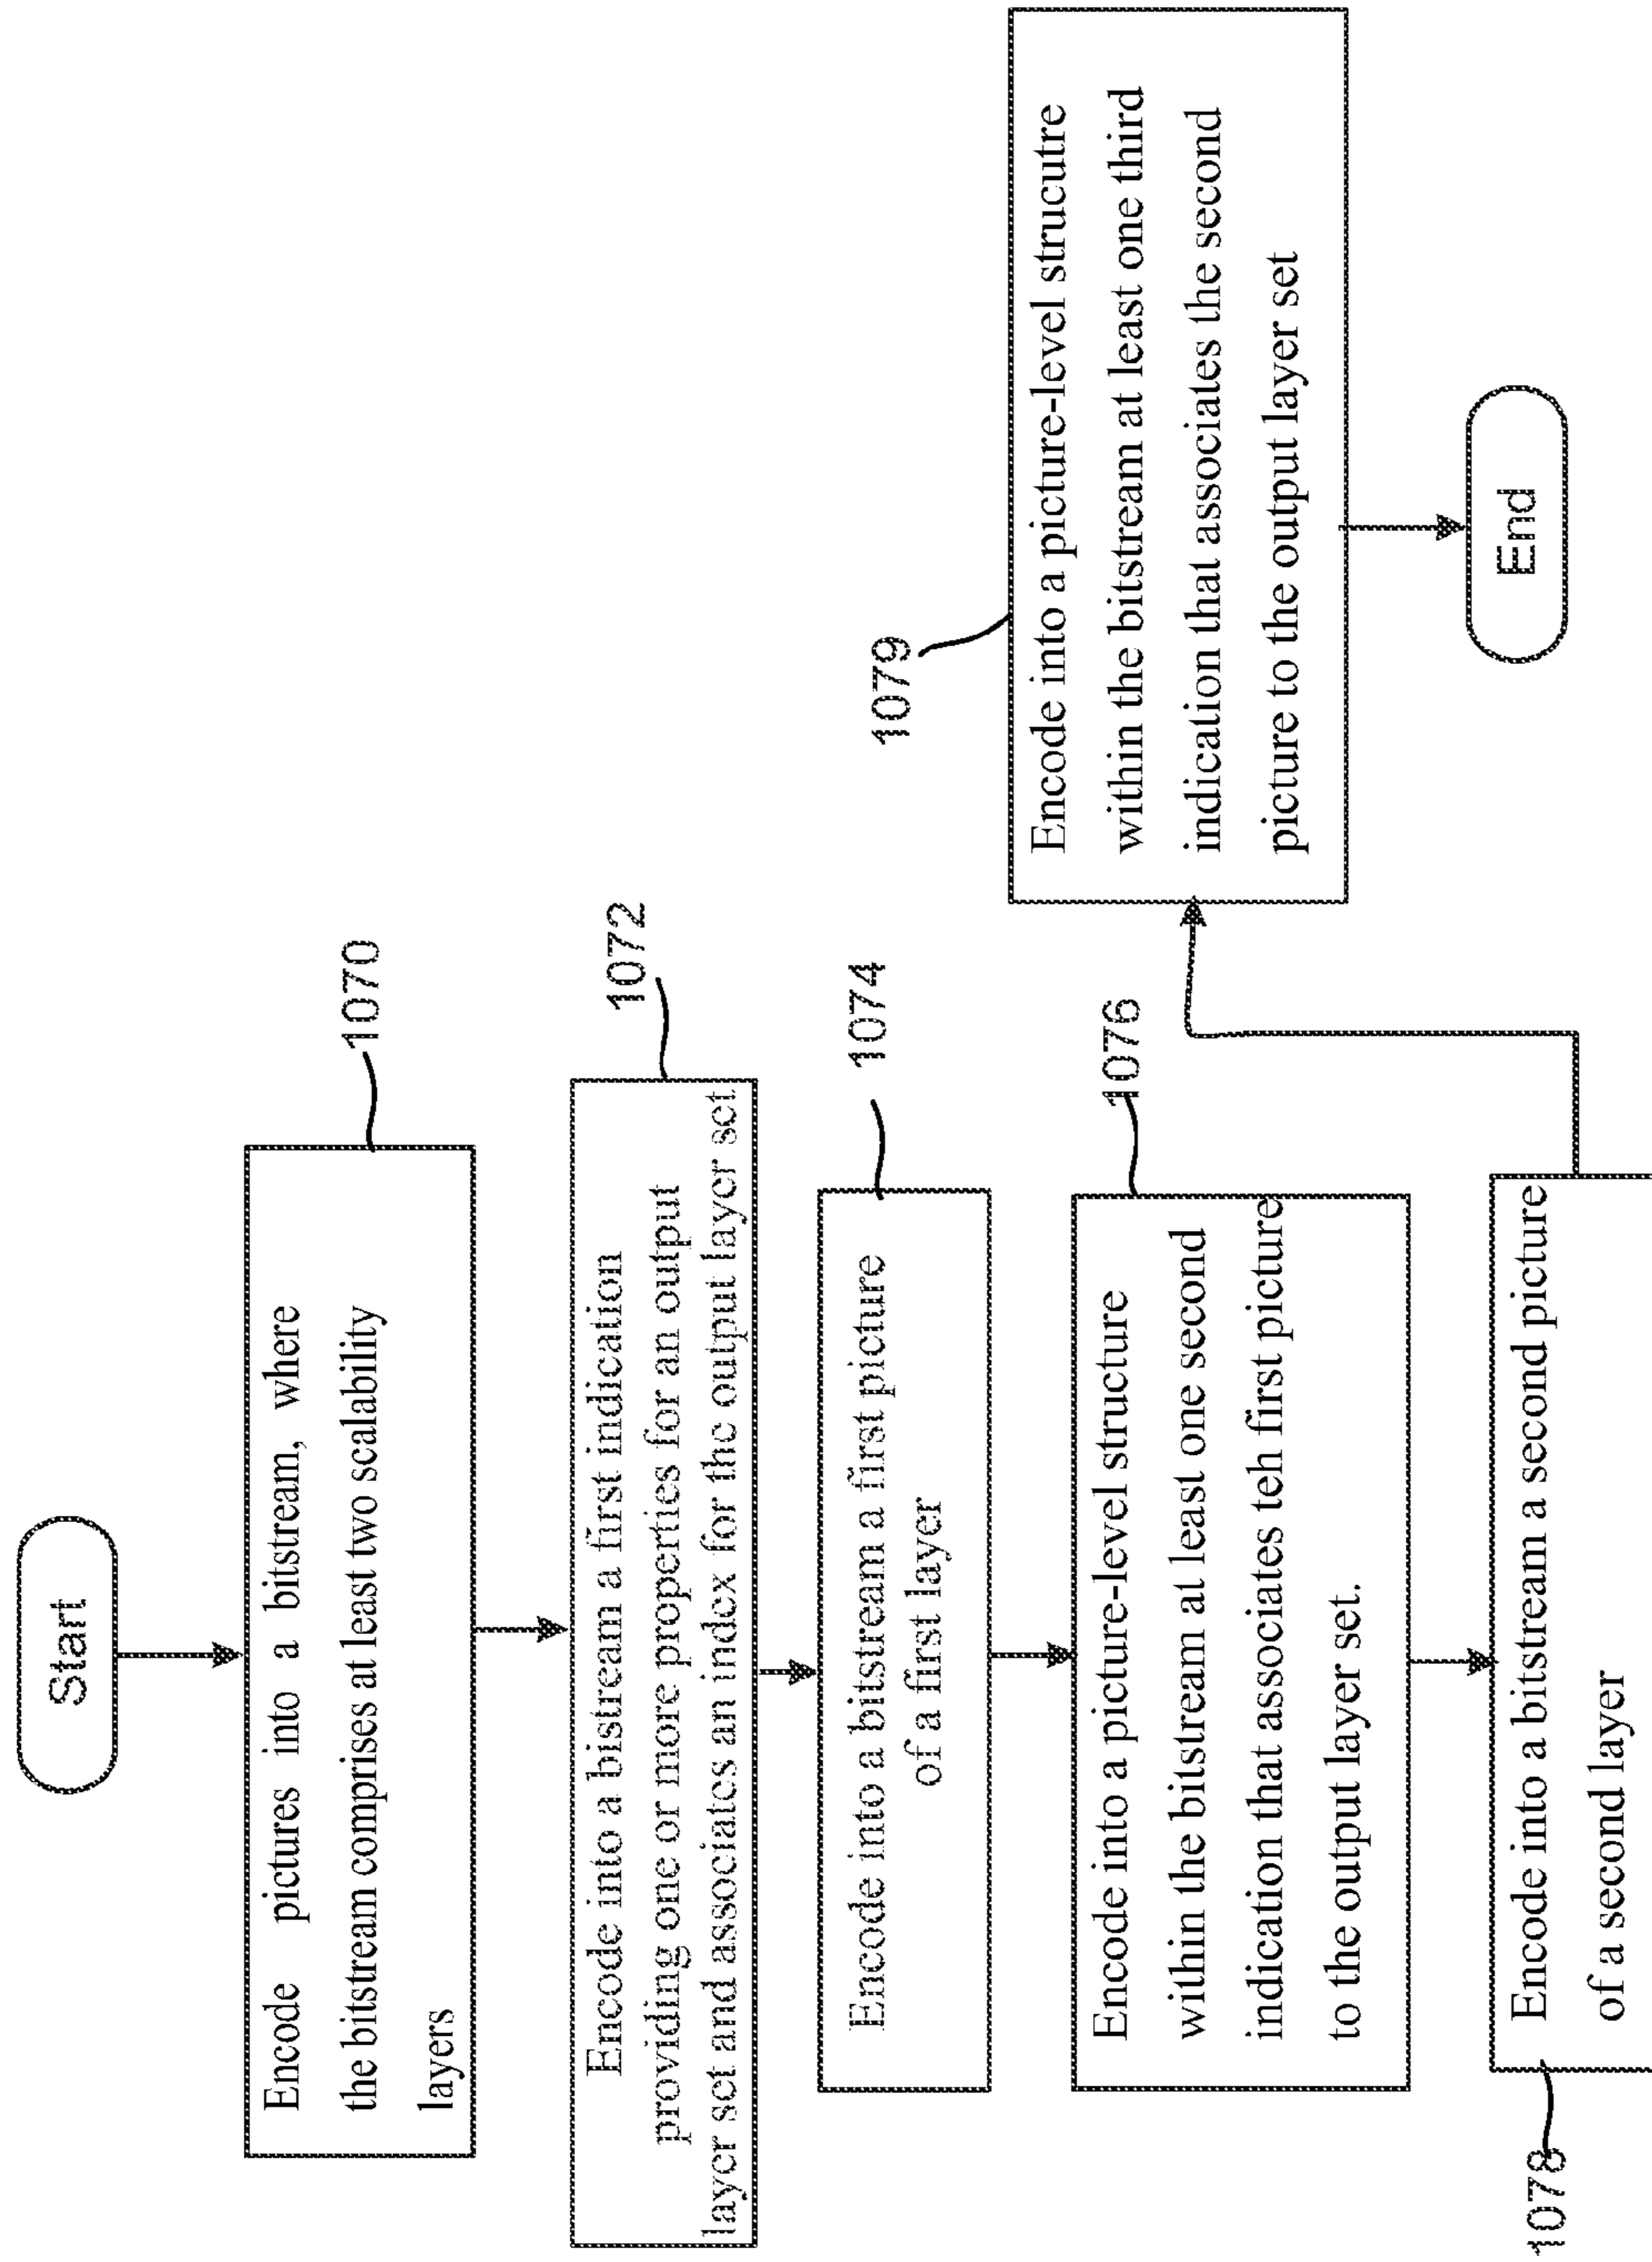 Start
1070
Encode pictures into a bitstream, where
the bitstream comprises at least two scalability
layers
1072
Encode into a bistream a first indication
providing one or more properties for an output
layer set and associates an index for the output layer set
1074
Encode into a bitstream a first picture
of a first layer
1076
Encode into a picture-level structure
within the bitstream at least one second
indication that associates teh first picture
to the output layer set.
1078
Encode into a bitstream a second picture
of a second layer
1079
Encode into a picture-level strucutre
within the bitstream at least one third
indication that associates the second
picture to the output layer set
End